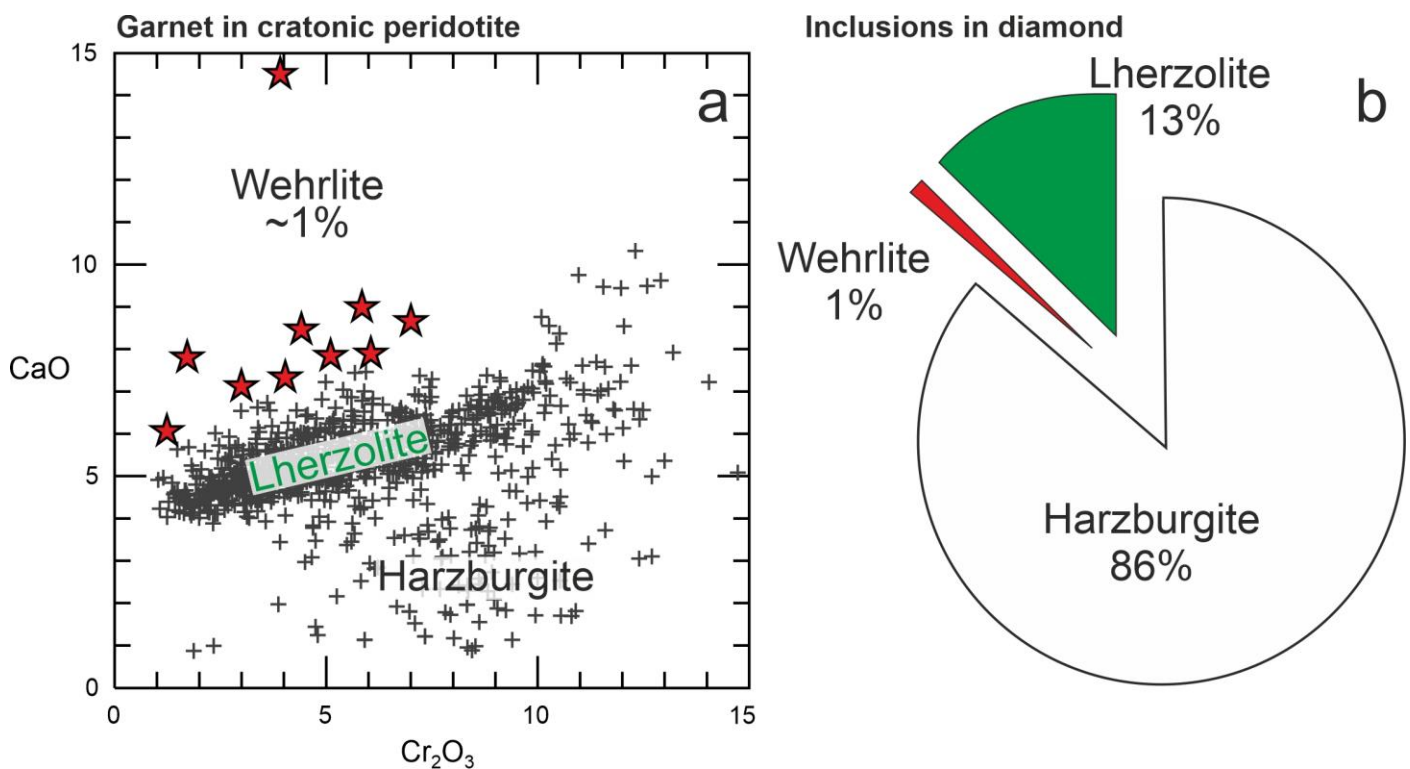 Garnet in cratonic peridotite
15
10
5
0
CaO
0
5
10
15
Cr₂O₃
a
Wehrlite
~1%
Lherzolite
Harzburgite
Inclusions in diamond
b
Lherzolite
13%
Wehrlite
1%
Harzburgite
86%